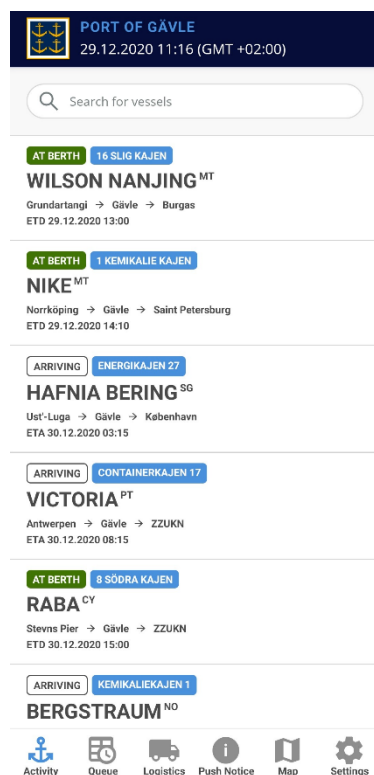 PORT OF GÄVLE
29.12.2020 11:16 (GMT +02:00)
Search for vessels
AT BERTH 16 SLIG KAJEN
WILSON NANJING MT
Grundartangi → Gävle → Burgas
ETD 29.12.2020 13:00
AT BERTH 1 KEMIKALIE KAJEN
NIKE MT
Norrköping → Gävle → Saint Petersburg
ETD 29.12.2020 14:10
ARRIVING ENERGIKAJEN 27
HAFNIA BERING SG
Ust'-Luga → Gävle → København
ETA 30.12.2020 03:15
ARRIVING CONTAINERKAJEN 17
VICTORIA PT
Antwerpen → Gävle → ZZUKN
ETA 30.12.2020 08:15
AT BERTH 8 SÖDRA KAJEN
RABA CY
Stevns Pier → Gävle → ZZUKN
ETD 30.12.2020 15:00
ARRIVING KEMIKALIEKAJEN 1
BERGSTRAUM NO
Activity Queue Logistics Push Notice Map Settings